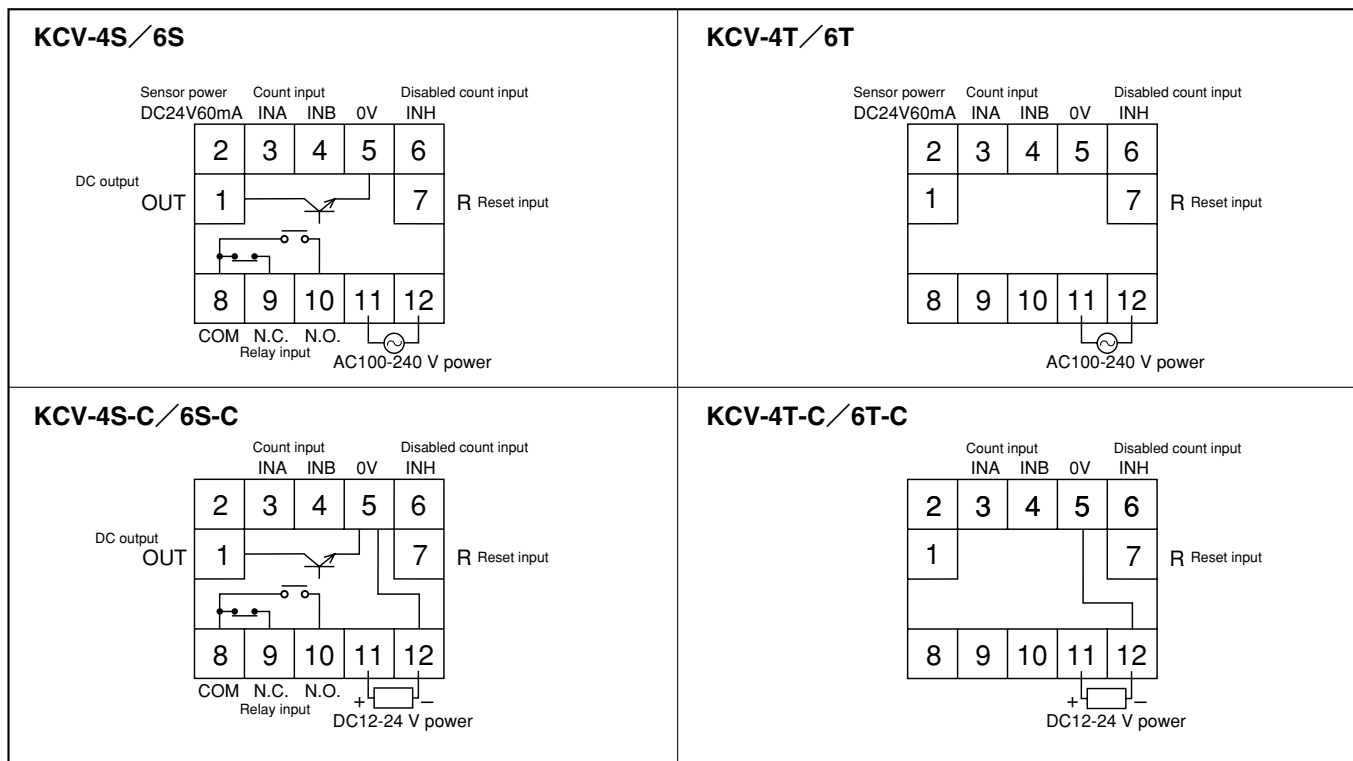 KCV-4S／6S
Sensor power Count input Disabled count input
DC24V60mA INA INB 0V INH
2 3 4 5 6
DC output
OUT 1 7 R Reset input
8 9 10 11 12
COM N.C. N.O.
Relay input
AC100-240 V power
KCV-4T／6T
Sensor powerr Count input Disabled count input
DC24V60mA INA INB 0V INH
2 3 4 5 6
1 7 R Reset input
8 9 10 11 12
AC100-240 V power
KCV-4S-C／6S-C
Count input Disabled count input
INA INB 0V INH
2 3 4 5 6
DC output
OUT 1 7 R Reset input
8 9 10 11 12
COM N.C. N.O. + −
Relay input
DC12-24 V power
KCV-4T-C／6T-C
Count input Disabled count input
INA INB 0V INH
2 3 4 5 6
1 7 R Reset input
8 9 10 11 12
+ −
DC12-24 V power